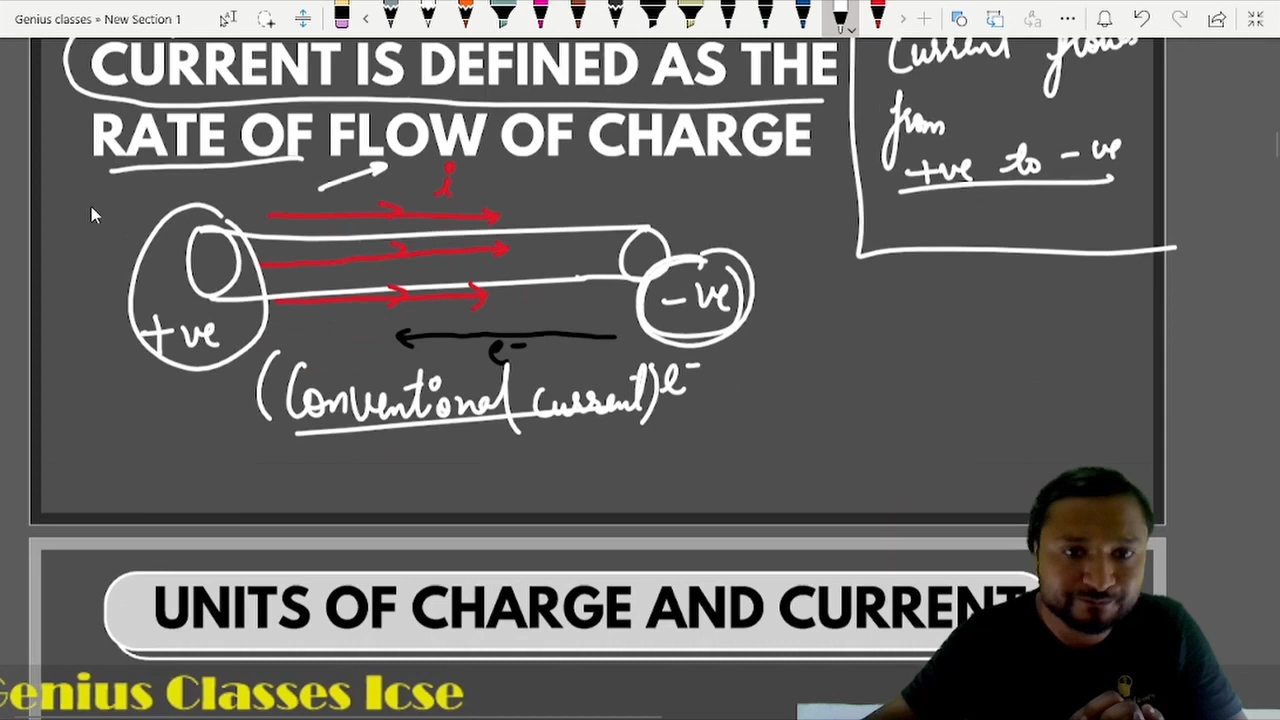 Genius classes » New Section 1
CURRENT IS DEFINED AS THE
RATE OF FLOW OF CHARGE
Current flows
from
+ve to -ve
i
+ve
-ve
e-
(Conventional (current) e-
UNITS OF CHARGE AND CURRENT
Genius Classes Icse